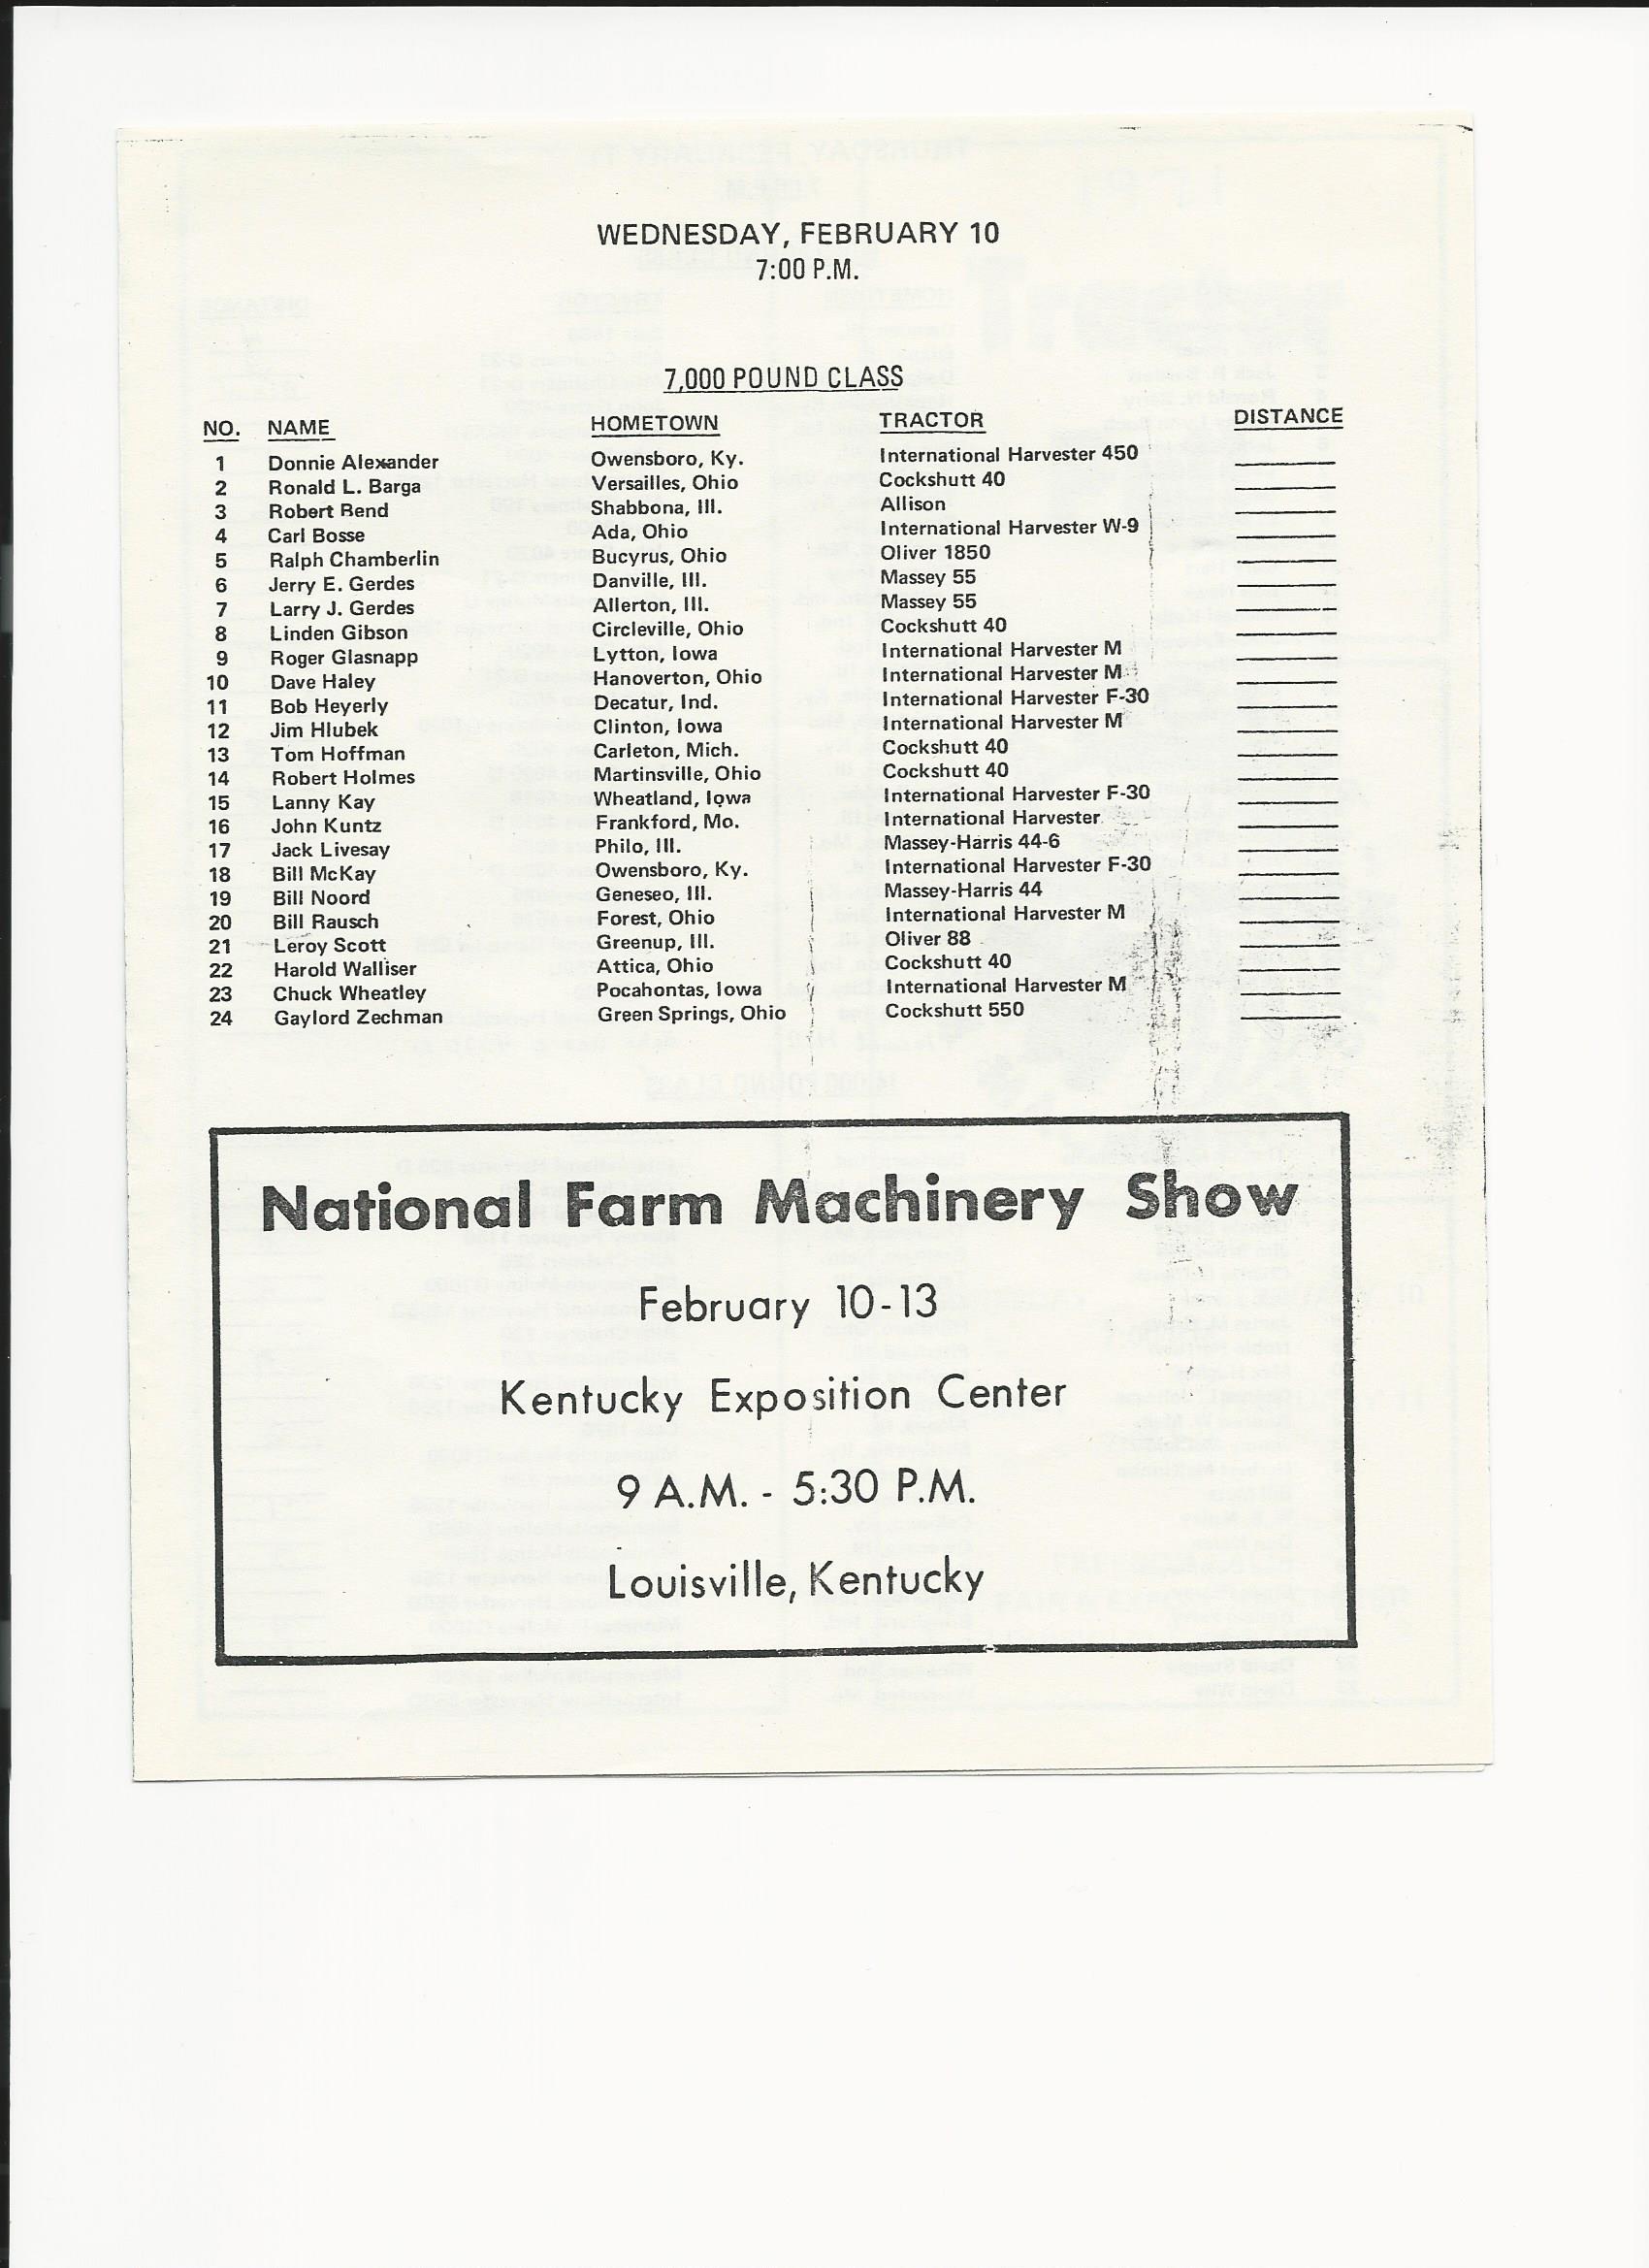 WEDNESDAY, FEBRUARY 10
7:00 P.M.
7,000 POUND CLASS
NO. NAME HOMETOWN TRACTOR DISTANCE
1 Donnie Alexander Owensboro, Ky. International Harvester 450
2 Ronald L. Barga Versailles, Ohio Cockshutt 40
3 Robert Bend Shabbona, Ill. Allison
4 Carl Bosse Ada, Ohio International Harvester W-9
5 Ralph Chamberlin Bucyrus, Ohio Oliver 1850
6 Jerry E. Gerdes Danville, Ill. Massey 55
7 Larry J. Gerdes Allerton, Ill. Massey 55
8 Linden Gibson Circleville, Ohio Cockshutt 40
9 Roger Glasnapp Lytton, Iowa International Harvester M
10 Dave Haley Hanoverton, Ohio International Harvester M
11 Bob Heyerly Decatur, Ind. International Harvester F-30
12 Jim Hlubek Clinton, Iowa International Harvester M
13 Tom Hoffman Carleton, Mich. Cockshutt 40
14 Robert Holmes Martinsville, Ohio Cockshutt 40
15 Lanny Kay Wheatland, Iowa International Harvester F-30
16 John Kuntz Frankford, Mo. International Harvester
17 Jack Livesay Philo, Ill. Massey-Harris 44-6
18 Bill McKay Owensboro, Ky. International Harvester F-30
19 Bill Noord Geneseo, Ill. Massey-Harris 44
20 Bill Rausch Forest, Ohio International Harvester M
21 Leroy Scott Greenup, Ill. Oliver 88
22 Harold Walliser Attica, Ohio Cockshutt 40
23 Chuck Wheatley Pocahontas, Iowa International Harvester M
24 Gaylord Zechman Green Springs, Ohio Cockshutt 550
National Farm Machinery Show
February 10-13
Kentucky Exposition Center
9 A.M. - 5:30 P.M.
Louisville, Kentucky